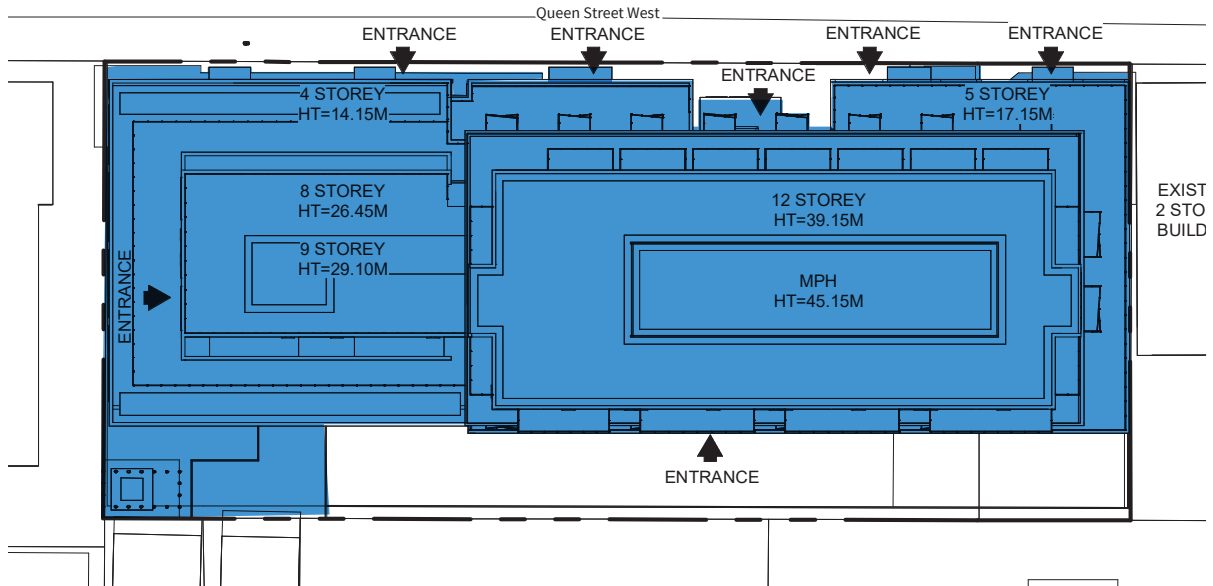 Queen Street West
ENTRANCE
ENTRANCE
ENTRANCE
ENTRANCE
ENTRANCE
4 STOREY
HT=14.15M
5 STOREY
HT=17.15M
8 STOREY
HT=26.45M
12 STOREY
HT=39.15M
EXIST
2 STO
BUILD
9 STOREY
HT=29.10M
MPH
HT=45.15M
ENTRANCE
ENTRANCE